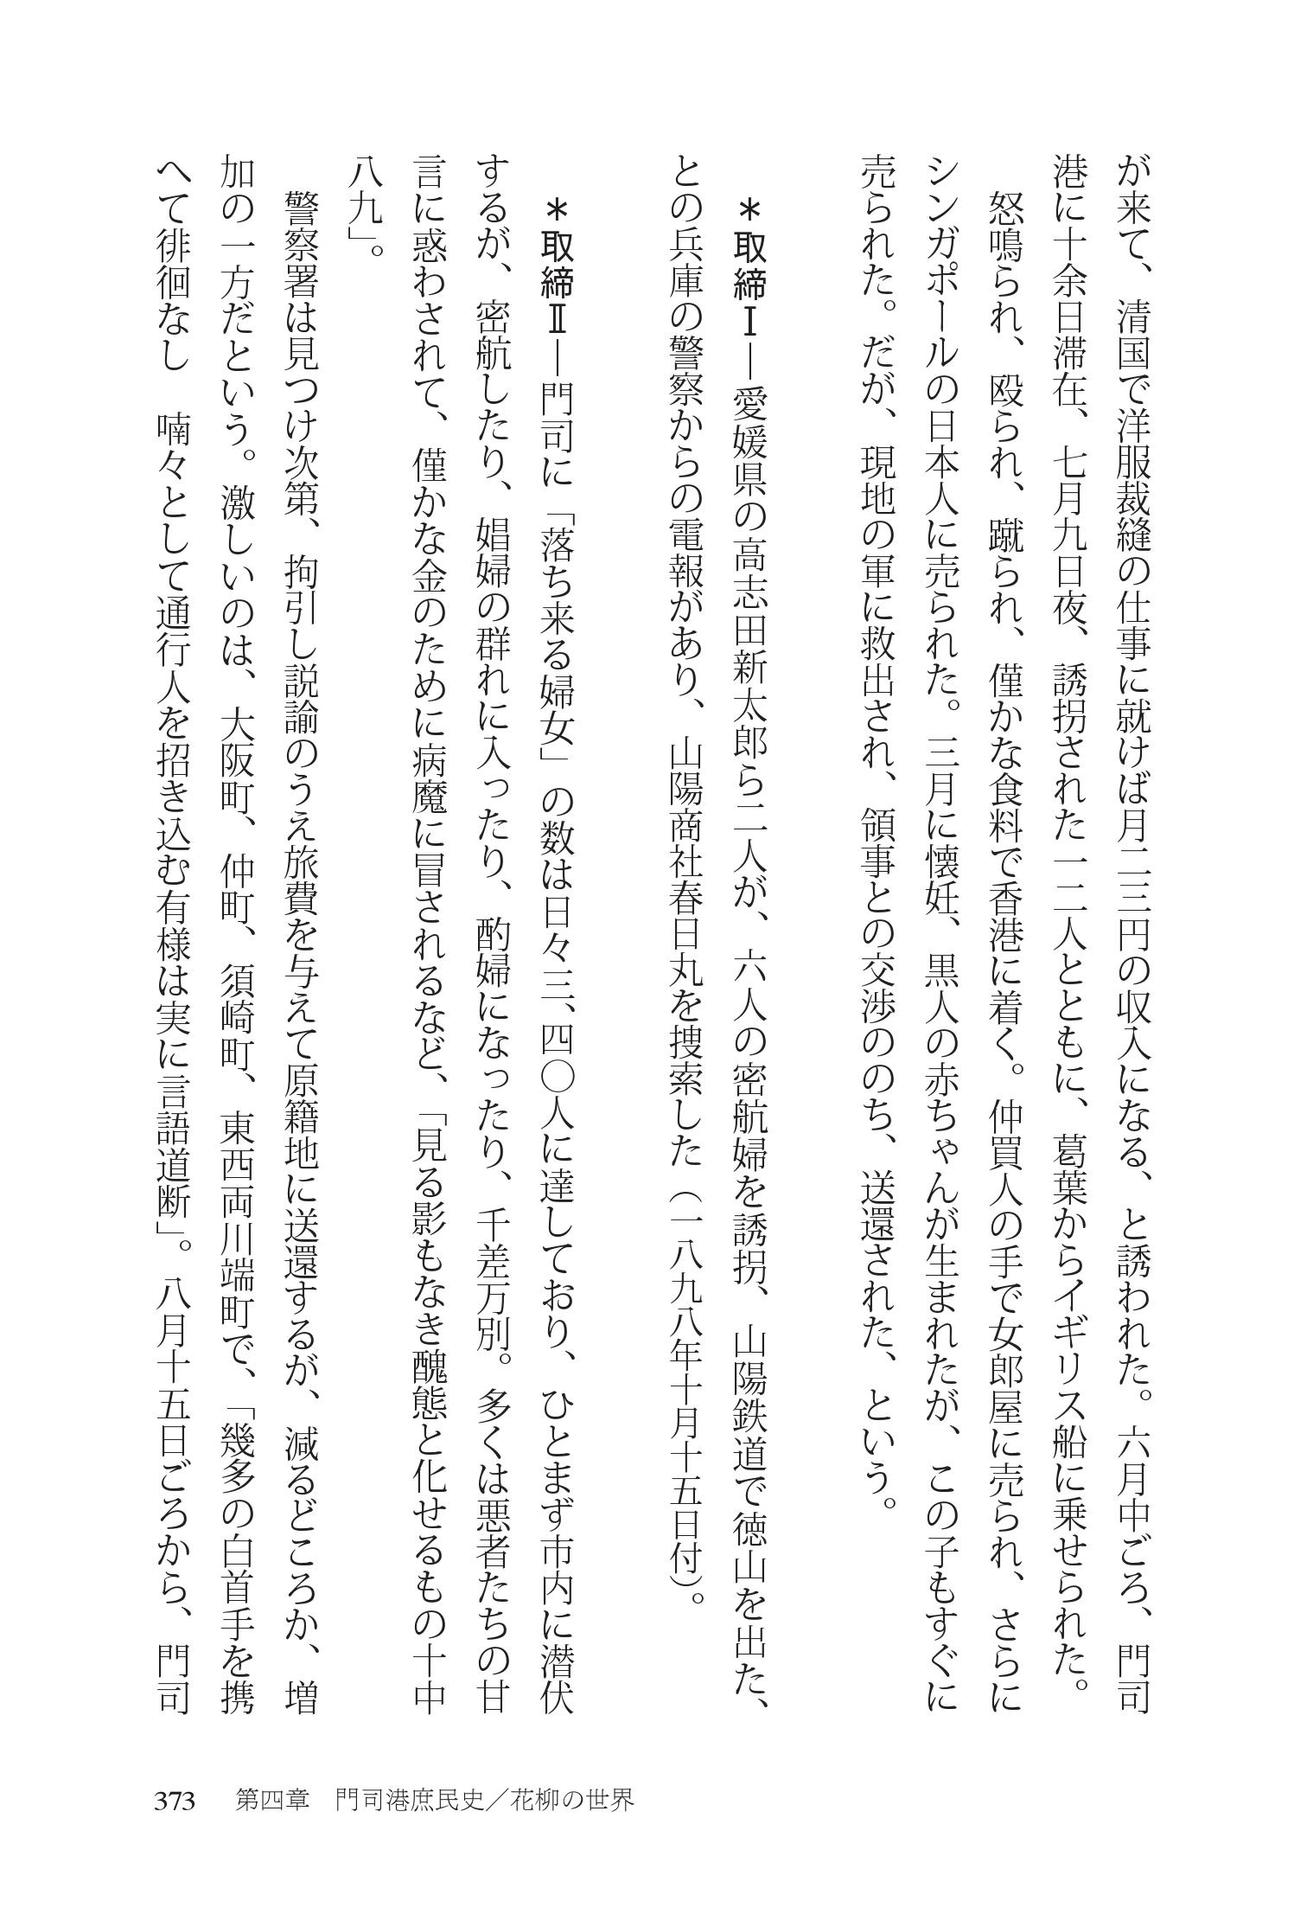 が来て、清国で洋服裁縫の仕事に就けば月二三円の収入になる、と誘われた。六月中ごろ、門司
港に十余日滞在、七月九日夜、誘拐された一二人とともに、葛葉からイギリス船に乗せられた。
怒鳴られ、殴られ、蹴られ、僅かな食料で香港に着く。仲買人の手で女郎屋に売られ、さらに
シンガポールの日本人に売られた。三月に懐妊、黒人の赤ちゃんが生まれたが、この子もすぐに
売られた。だが、現地の軍に救出され、領事との交渉ののち、送還された、という。
＊取締Ⅰ―愛媛県の高志田新太郎ら二人が、六人の密航婦を誘拐、山陽鉄道で徳山を出た、
との兵庫の警察からの電報があり、山陽商社春日丸を捜索した（一八九八年十月十五日付）。
＊取締Ⅱ―門司に「落ち来る婦女」の数は日々三、四〇人に達しており、ひとまず市内に潜伏
するが、密航したり、娼婦の群れに入ったり、酌婦になったり、千差万別。多くは悪者たちの甘
言に惑わされて、僅かな金のために病魔に冒されるなど、「見る影もなき醜態と化せるもの十中
八九」。
警察署は見つけ次第、拘引し説諭のうえ旅費を与えて原籍地に送還するが、減るどころか、増
加の一方だという。激しいのは、大阪町、仲町、須崎町、東西両川端町で、「幾多の白首手を携
へて徘徊なし　喃々として通行人を招き込む有様は実に言語道断」。八月十五日ごろから、門司
373　第四章　門司港庶民史／花柳の世界